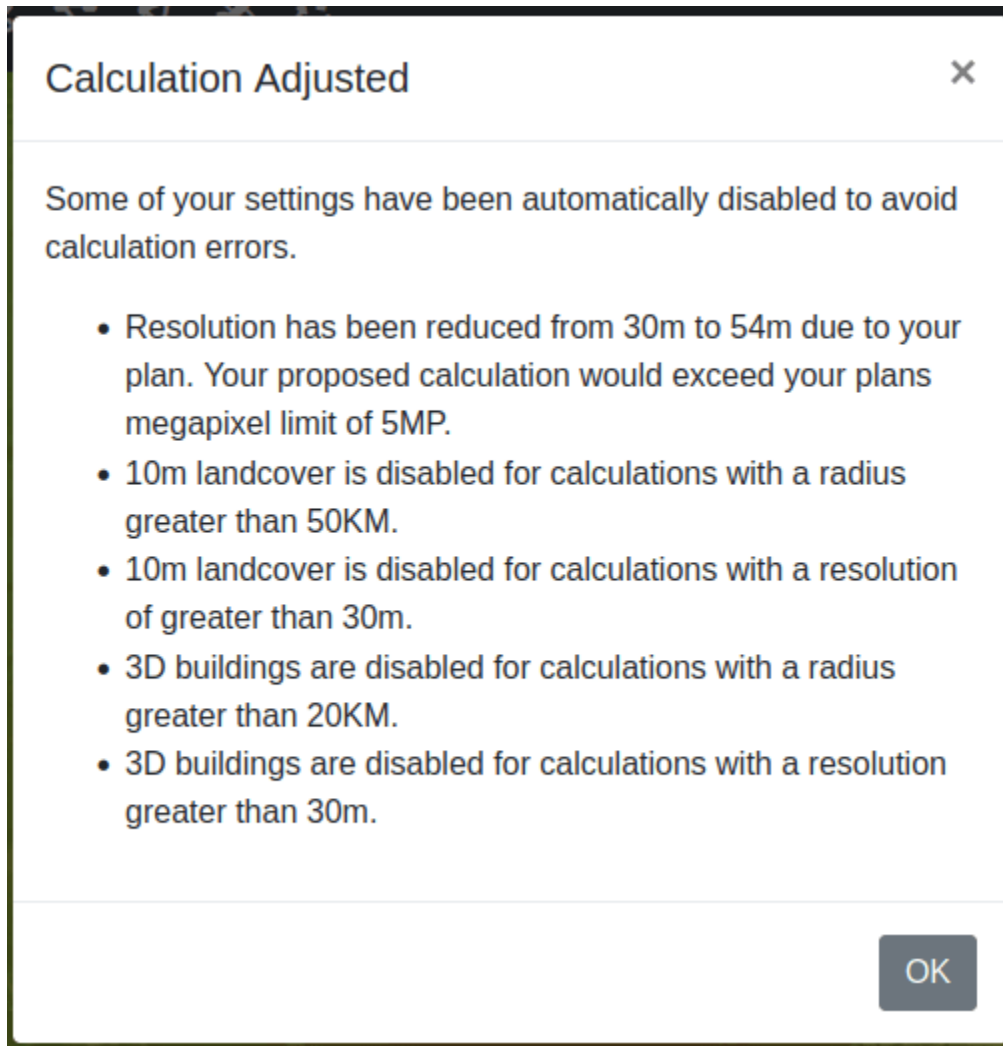 Calculation Adjusted
×
Some of your settings have been automatically disabled to avoid
calculation errors.
• Resolution has been reduced from 30m to 54m due to your
plan. Your proposed calculation would exceed your plans
megapixel limit of 5MP.
• 10m landcover is disabled for calculations with a radius
greater than 50KM.
• 10m landcover is disabled for calculations with a resolution
of greater than 30m.
• 3D buildings are disabled for calculations with a radius
greater than 20KM.
• 3D buildings are disabled for calculations with a resolution
greater than 30m.
OK